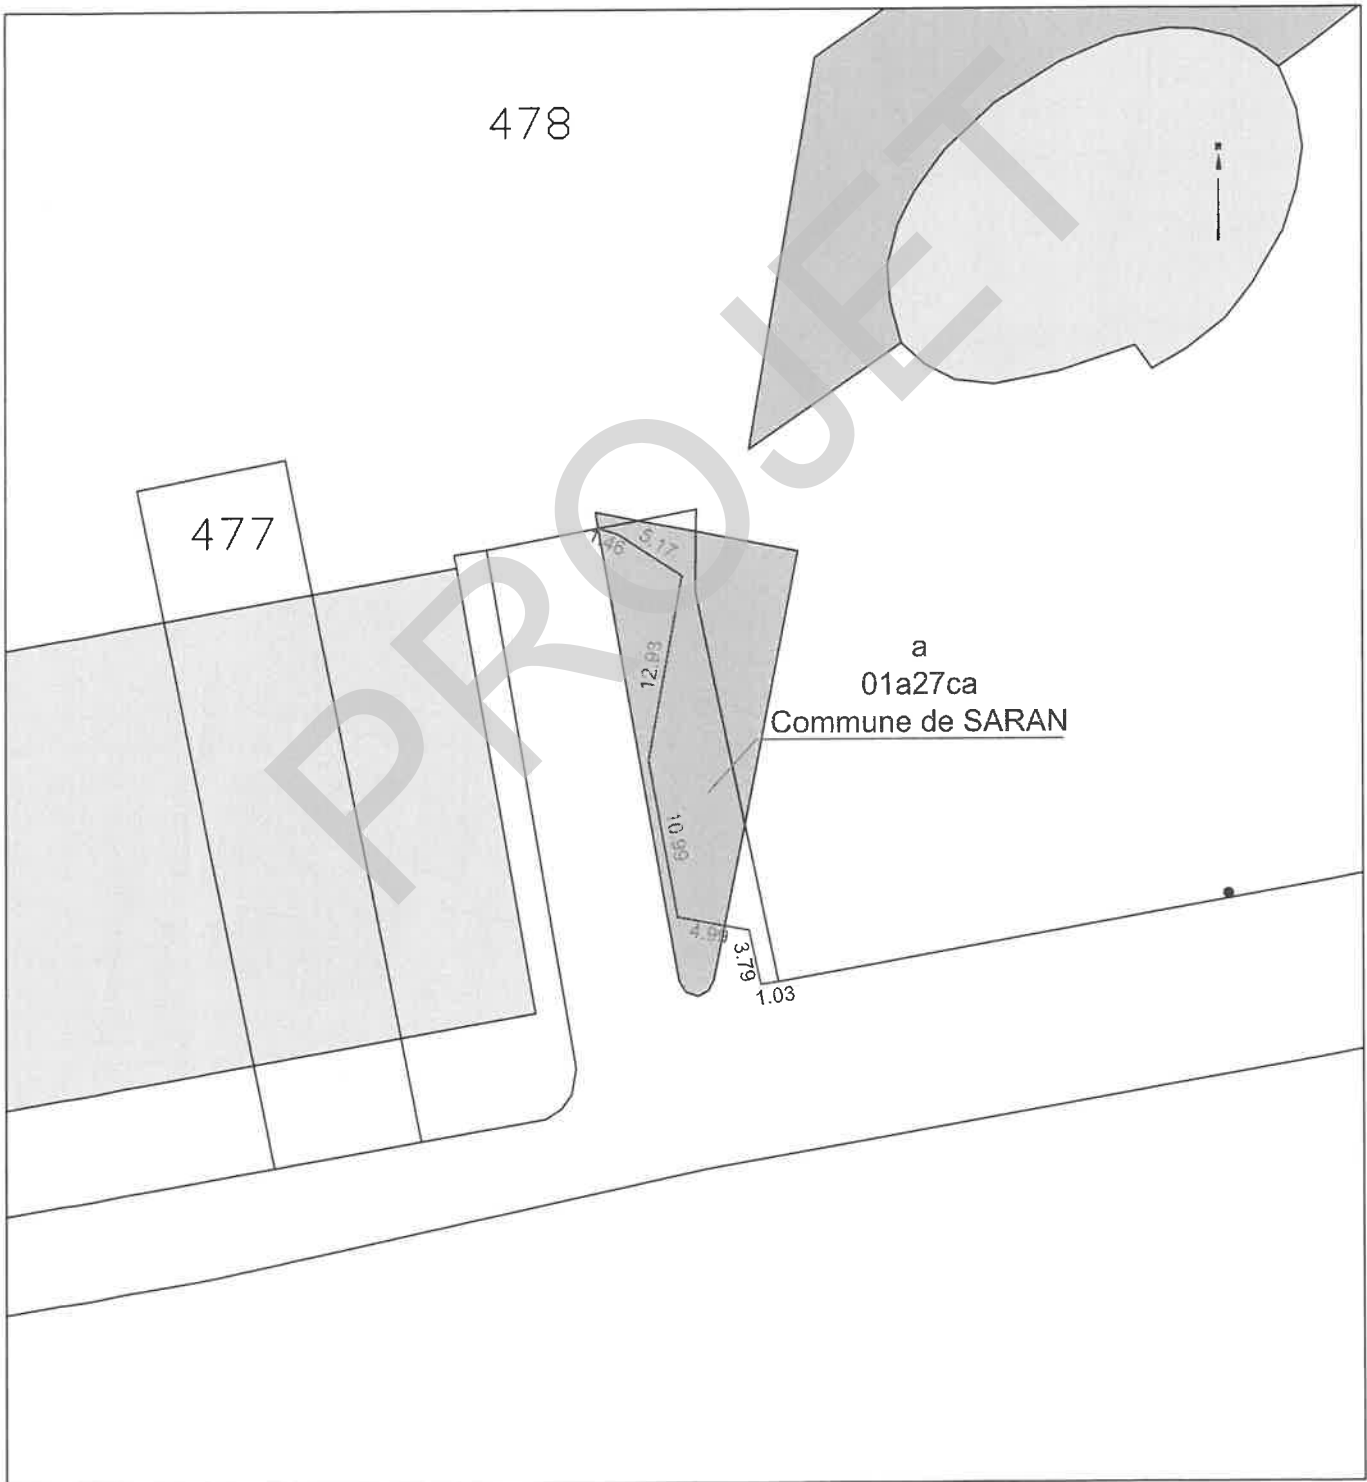 478
477
1.46
5.17
12.93
a
01a27ca
Commune de SARAN
10.99
4.99
3.79
1.03
PROJET